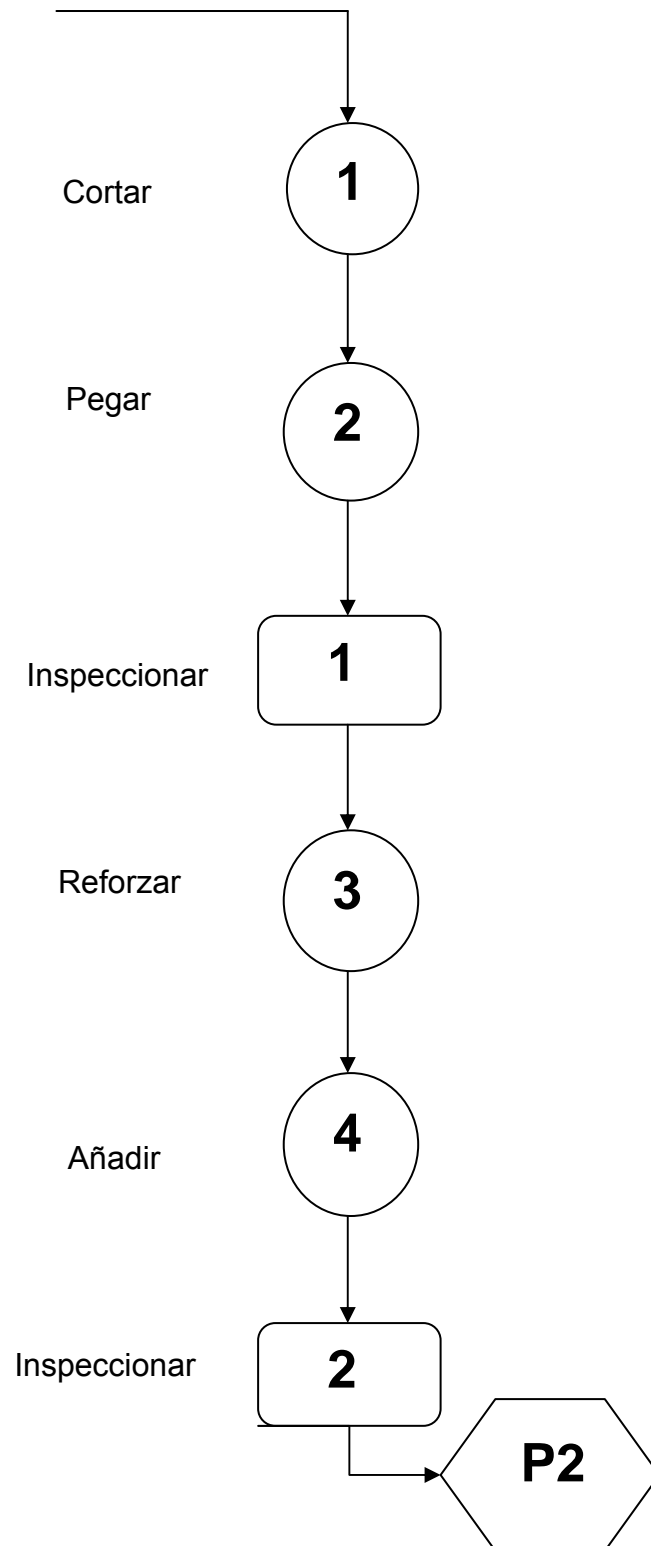 Cortar
1
Pegar
2
Inspeccionar
1
Reforzar
3
Añadir
4
Inspeccionar
2
P2